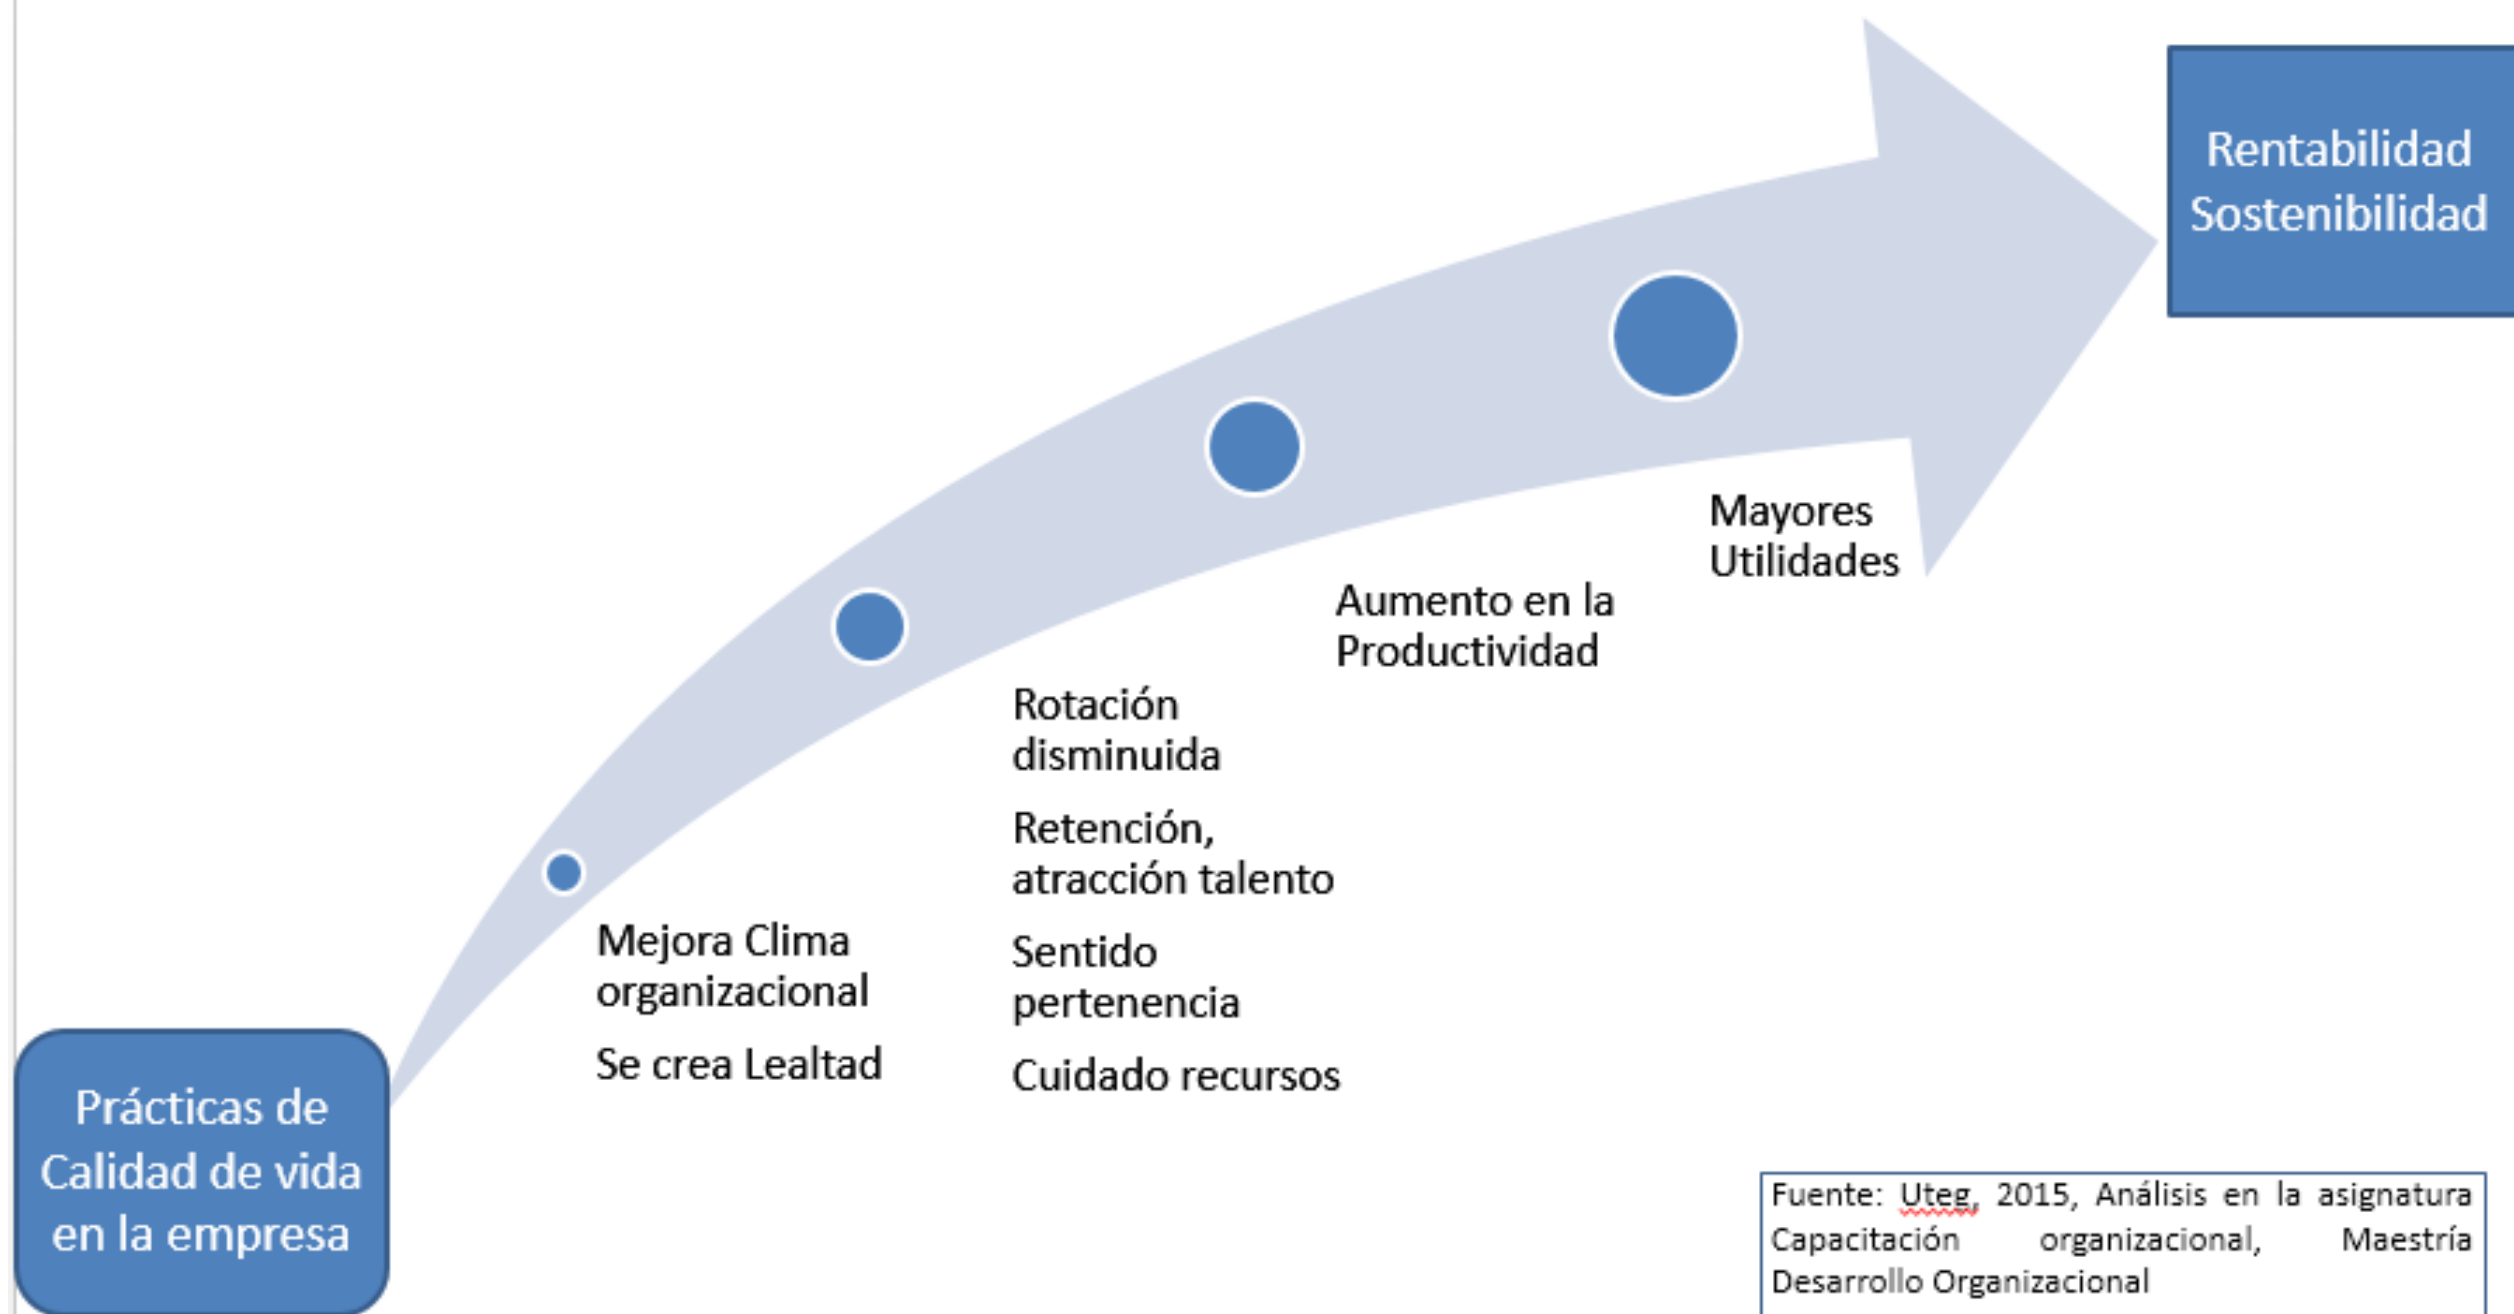 Rentabilidad
Sostenibilidad
Mayores
Utilidades
Aumento en la
Productividad
Rotación
disminuida
Retención,
atracción talento
Sentido
pertenencia
Cuidado recursos
Mejora Clima
organizacional
Se crea Lealtad
Prácticas de
Calidad de vida
en la empresa
Fuente: Uteg, 2015, Análisis en la asignatura
Capacitación organizacional, Maestría
Desarrollo Organizacional